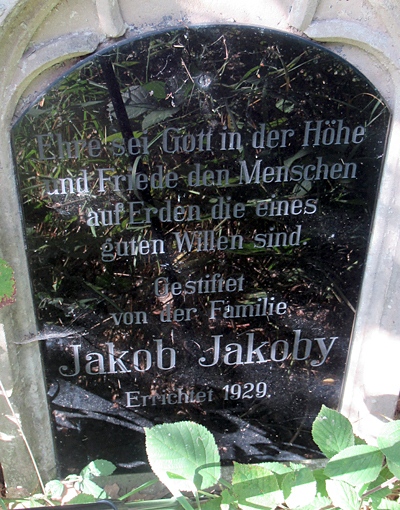 Ehre sei Gott in der Höhe
und Friede den Menschen
auf Erden die eines
guten Willen sind.
Gestiftet
von der Familie
Jakob Jakoby
Errichtet 1929.